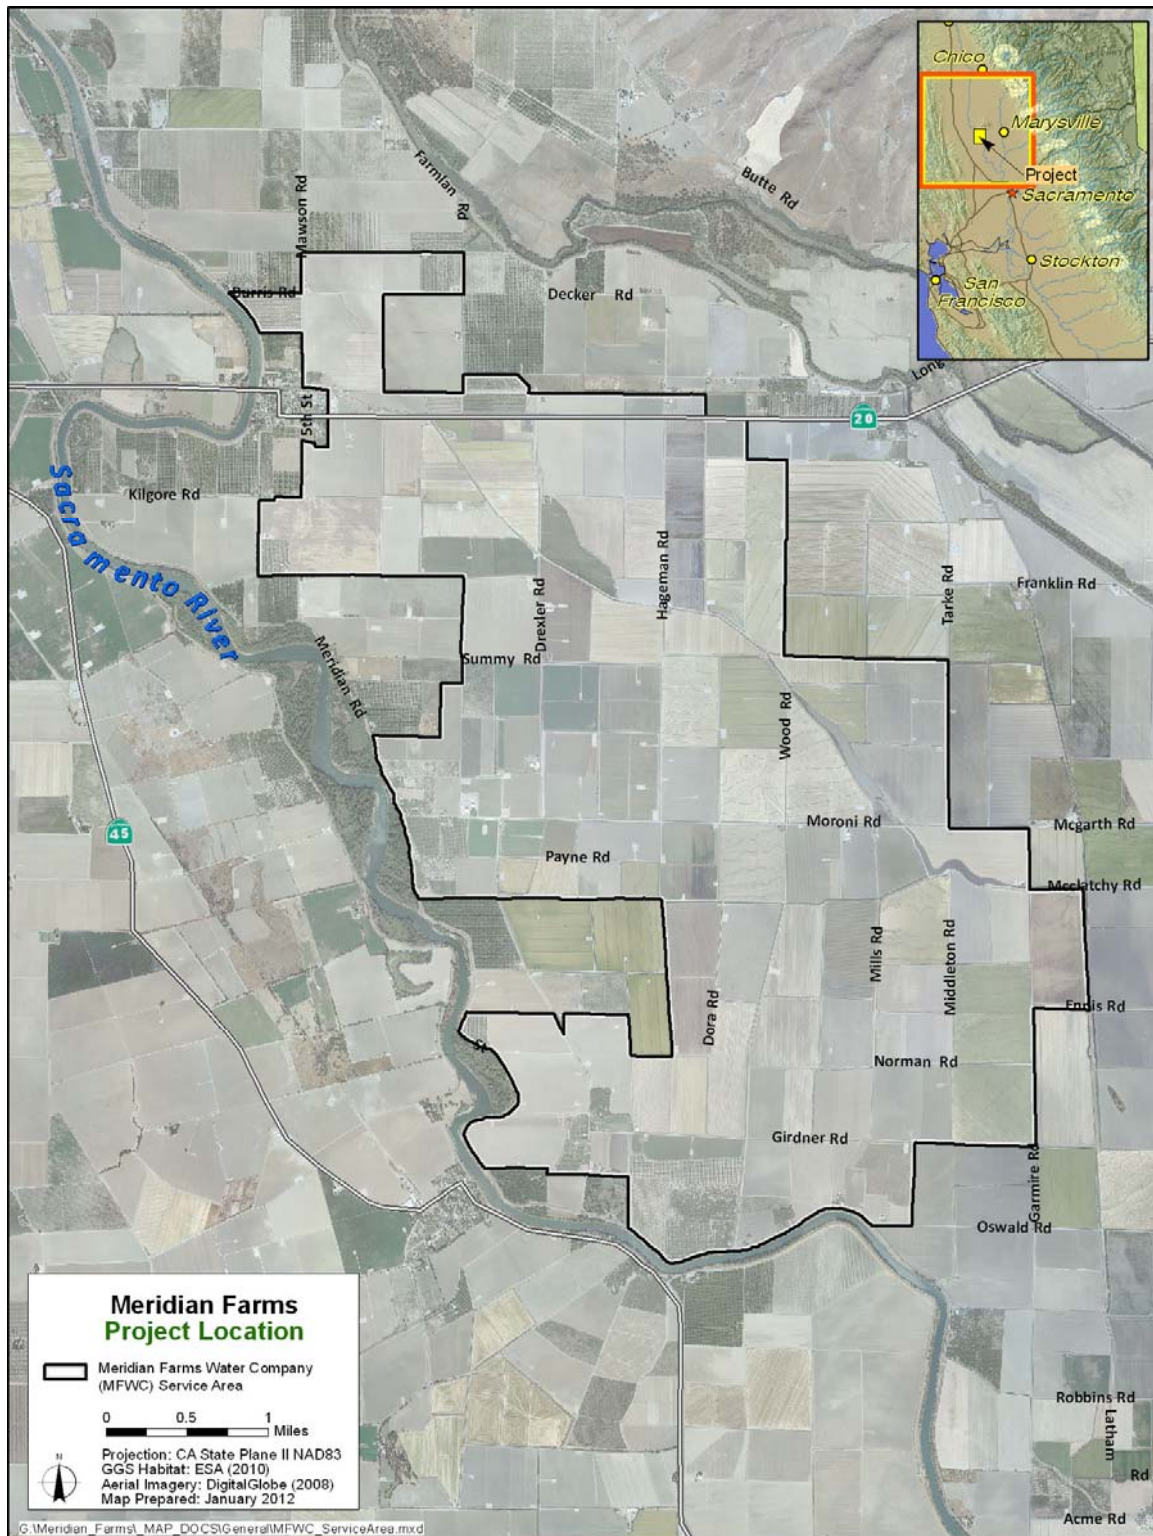 Chico
Marysville
Project
Sacramento
Stockton
San
Francisco
Farmlan Rd
Butte Rd
Mawson Rd
Burris Rd
Decker Rd
Long
20
5th St
Kilgore Rd
Sacramento River
Hageman Rd
Drexler Rd
Tarke Rd
Franklin Rd
Summy Rd
Meridian Rd
Wood Rd
45
Moroni Rd
Mcgarth Rd
Payne Rd
Mcclatchy Rd
Mills Rd
Middleton Rd
Dora Rd
Ennis Rd
St
Norman Rd
Girdner Rd
Garmire Rd
Oswald Rd
Robbins Rd
Latham
Rd
Acme Rd
Meridian Farms
Project Location
Meridian Farms Water Company
(MFWC) Service Area
0 0.5 1
Miles
N
Projection: CA State Plane II NAD83
GGS Habitat: ESA (2010)
Aerial Imagery: DigitalGlobe (2008)
Map Prepared: January 2012
G:\Meridian_Farms\_MAP_DOCS\General\MFWC_ServiceArea.mxd